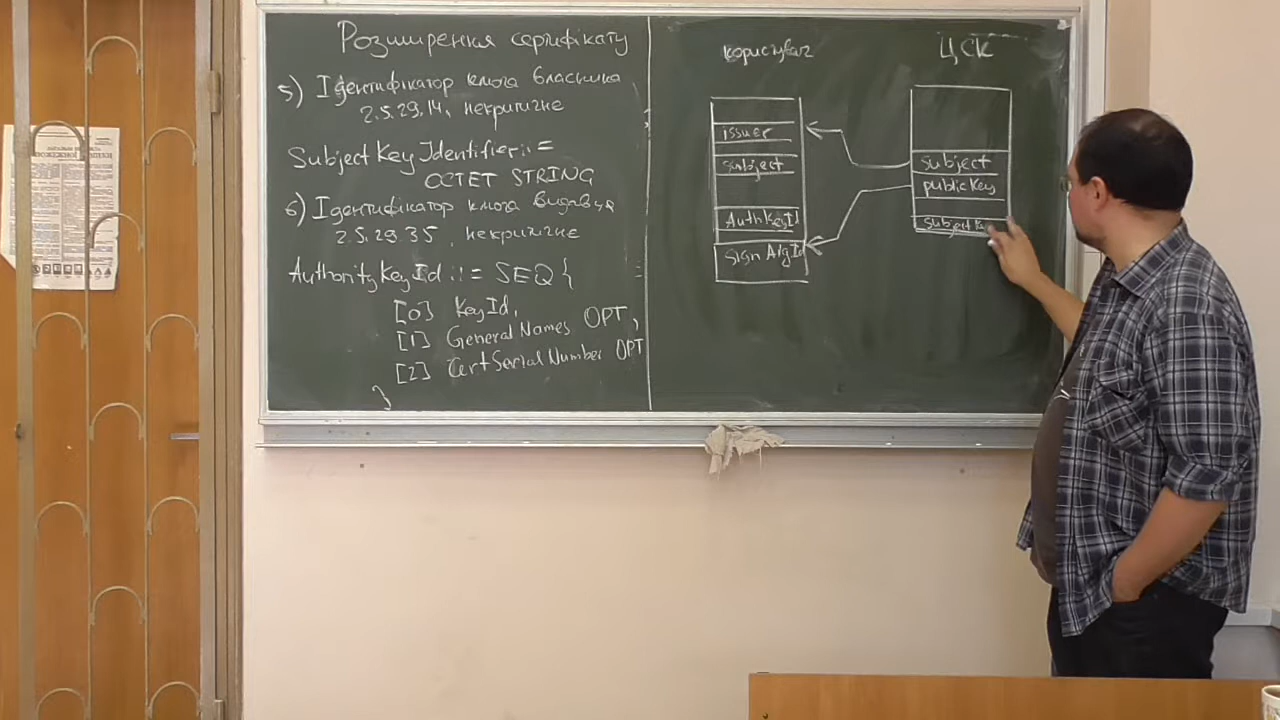 Розширення сертифікату
5) Ідентифікатор ключа власника
2.5.29.14, некритичне
SubjectKeyIdentifier::=
OCTET STRING
6) Ідентифікатор ключа видавця
2.5.29.35, некритичне
AuthorityKeyId::= SEQ{
[0] KeyId,
[1] GeneralNames OPT,
[2] CertSerialNumber OPT
}
користувач
issuer
subject
AuthKeyId
Sign AlgId
ЦСК
subject
publicKey
subjectKe